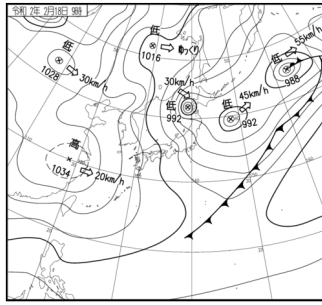 令和 2年 2月18日 9時
低
1028
30km/h
低
1016
ゆっくり
30km/h
低
992
低
45km/h
992
低
55km/h
988
高
1034
20km/h